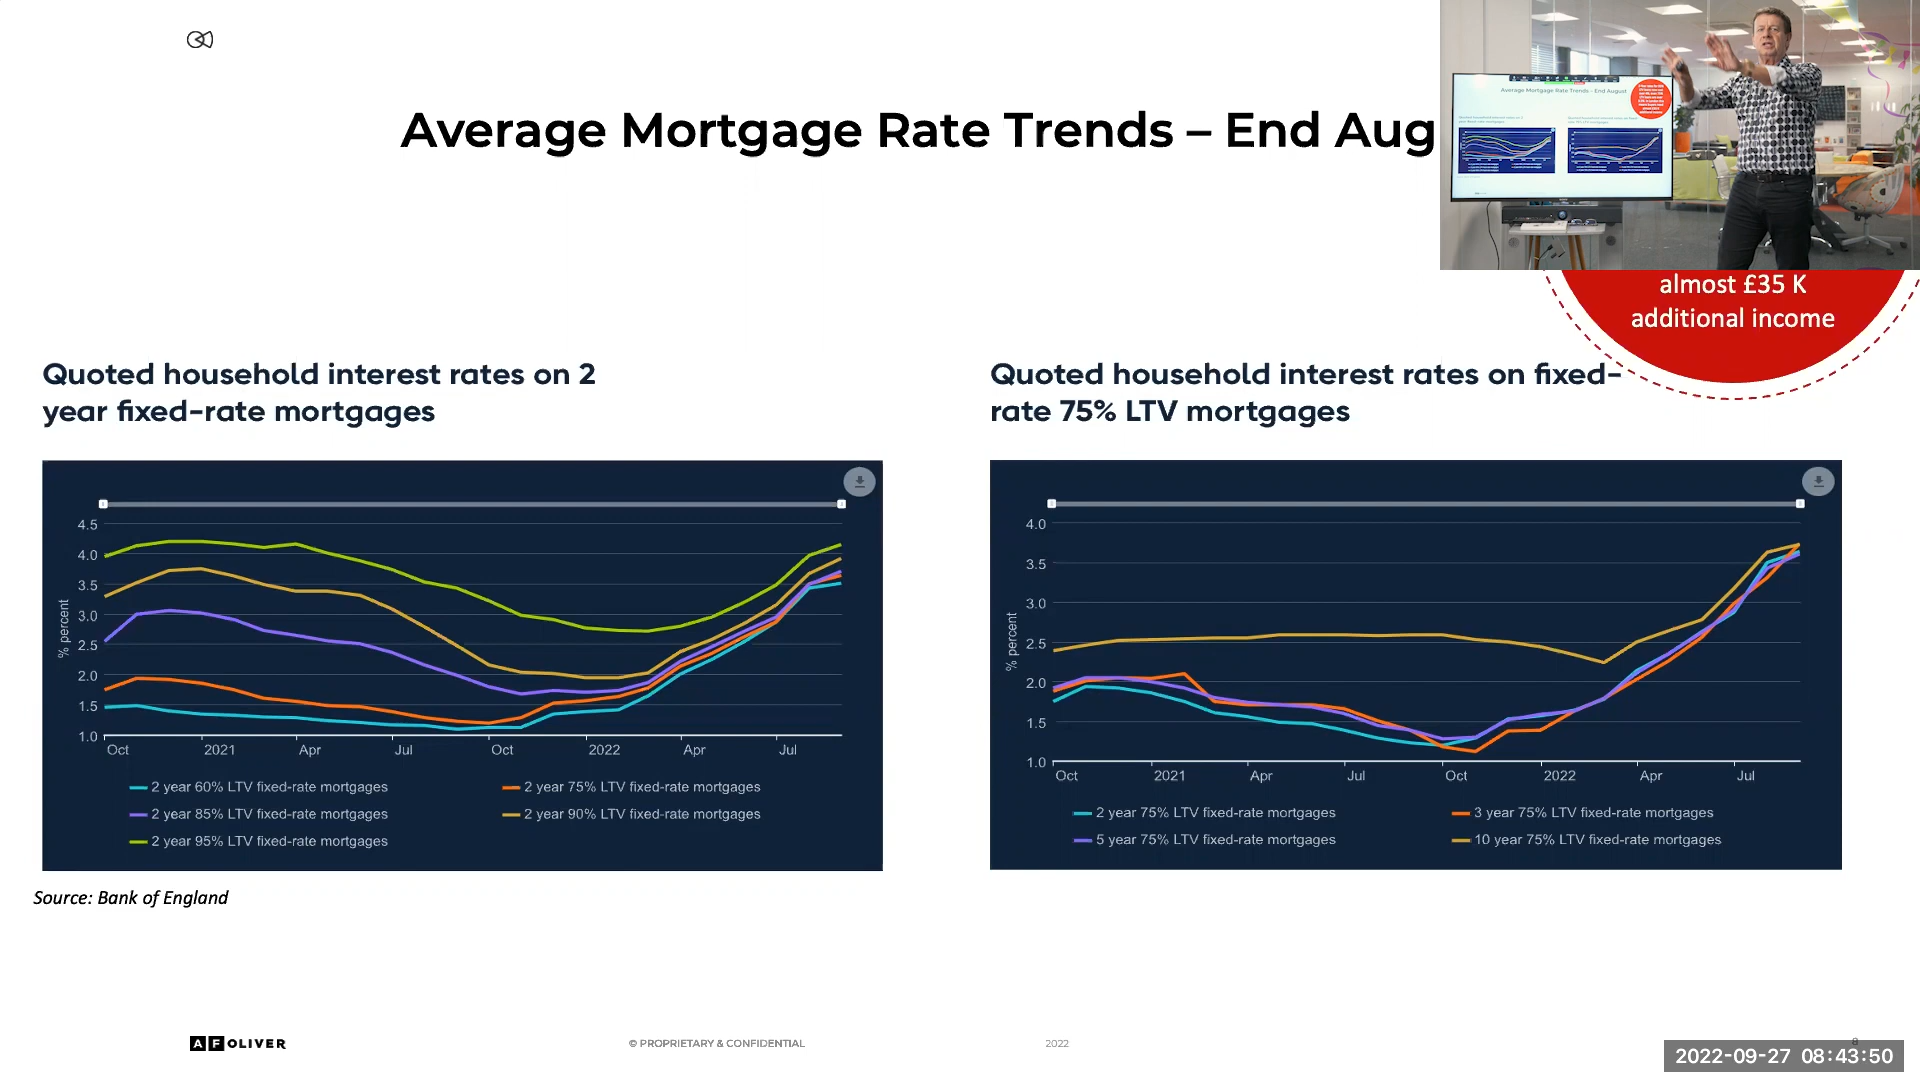 Average Mortgage Rate Trends – End Aug
Average Mortgage Rate Trends - End August
almost £35 K
additional income
Quoted household interest rates on 2
year fixed-rate mortgages
4.5
4.0
3.5
3.0
2.5
2.0
1.5
1.0
% percent
Oct 2021 Apr Jul Oct 2022 Apr Jul
2 year 60% LTV fixed-rate mortgages 2 year 75% LTV fixed-rate mortgages
2 year 85% LTV fixed-rate mortgages 2 year 90% LTV fixed-rate mortgages
2 year 95% LTV fixed-rate mortgages
Source: Bank of England
Quoted household interest rates on fixed-
rate 75% LTV mortgages
4.0
3.5
3.0
2.5
2.0
1.5
1.0
% percent
Oct 2021 Apr Jul Oct 2022 Apr Jul
2 year 75% LTV fixed-rate mortgages 3 year 75% LTV fixed-rate mortgages
5 year 75% LTV fixed-rate mortgages 10 year 75% LTV fixed-rate mortgages
AF OLIVER
© PROPRIETARY & CONFIDENTIAL
2022
8
2022-09-27 08:43:50